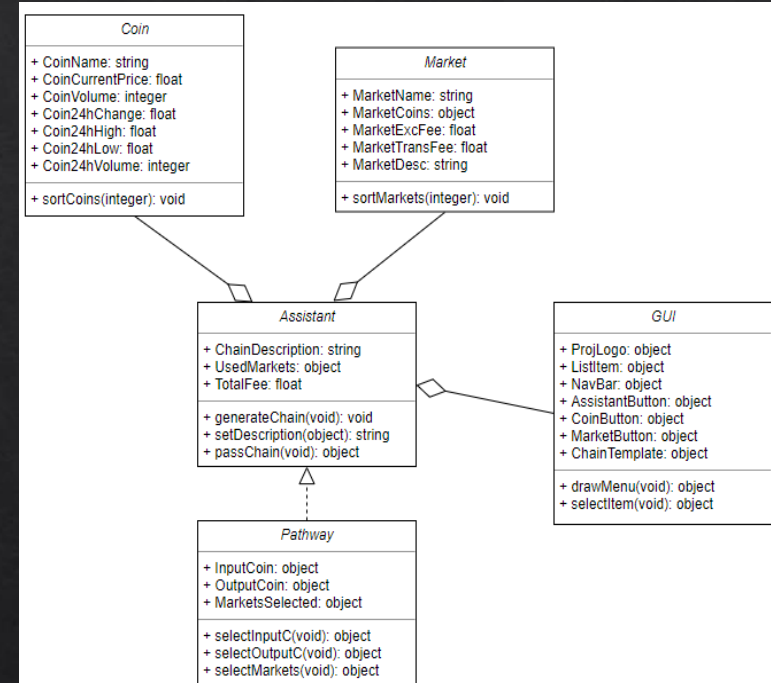 Coin
+ CoinName: string
+ CoinCurrentPrice: float
+ CoinVolume: integer
+ Coin24hChange: float
+ Coin24hHigh: float
+ Coin24hLow: float
+ Coin24hVolume: integer
+ sortCoins(integer): void
Market
+ MarketName: string
+ MarketCoins: object
+ MarketExcFee: float
+ MarketTransFee: float
+ MarketDesc: string
+ sortMarkets(integer): void
Assistant
+ ChainDescription: string
+ UsedMarkets: object
+ TotalFee: float
+ generateChain(void): void
+ setDescription(object): string
+ passChain(void): object
GUI
+ ProjLogo: object
+ ListItem: object
+ NavBar: object
+ AssistantButton: object
+ CoinButton: object
+ MarketButton: object
+ ChainTemplate: object
+ drawMenu(void): object
+ selectItem(void): object
Pathway
+ InputCoin: object
+ OutputCoin: object
+ MarketsSelected: object
+ selectInputC(void): object
+ selectOutputC(void): object
+ selectMarkets(void): object